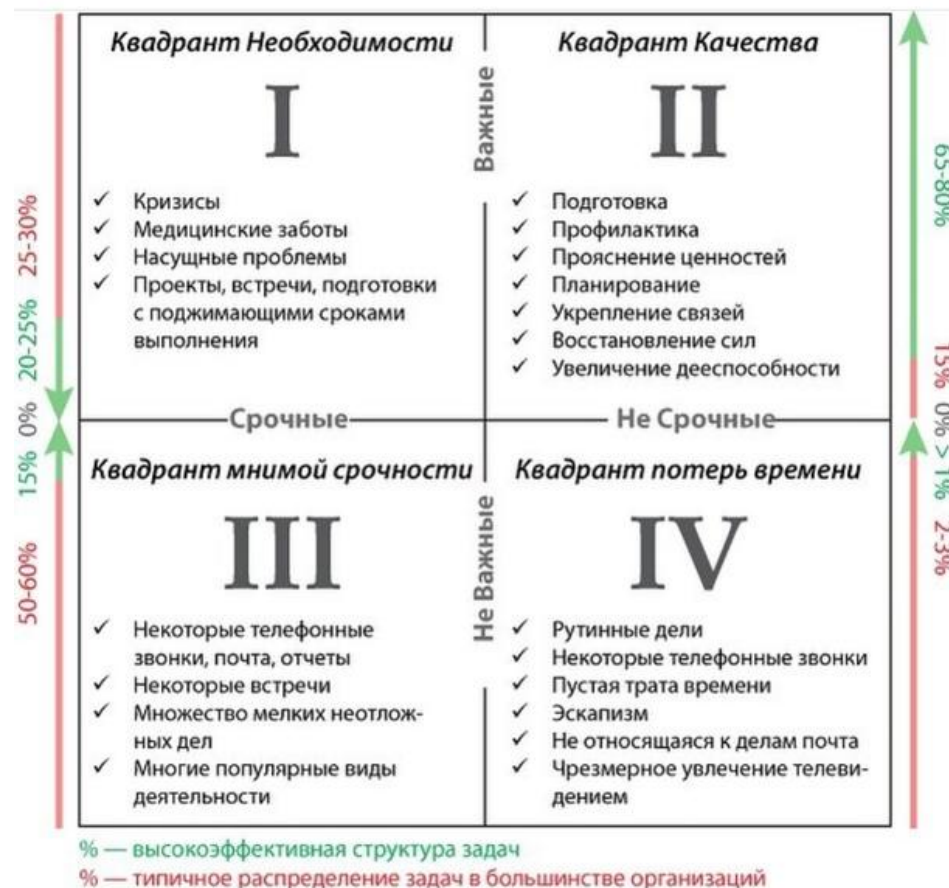 Квадрант Необходимости
I
✓ Кризисы
✓ Медицинские заботы
✓ Насущные проблемы
✓ Проекты, встречи, подготовки
с поджимающими сроками
выполнения
Важные
Квадрант Качества
II
✓ Подготовка
✓ Профилактика
✓ Прояснение ценностей
✓ Планирование
✓ Укрепление связей
✓ Восстановление сил
✓ Увеличение дееспособности
Срочные
Не Срочные
Квадрант мнимой срочности
III
✓ Некоторые телефонные
звонки, почта, отчеты
✓ Некоторые встречи
✓ Множество мелких неотлож-
ных дел
✓ Многие популярные виды
деятельности
Не Важные
Квадрант потерь времени
IV
✓ Рутинные дели
✓ Некоторые телефонные звонки
✓ Пустая трата времени
✓ Эскапизм
✓ Не относящаяся к делам почта
✓ Чрезмерное увлечение телеви-
дением
50-60% 15% 0% 20-25% 25-30%
65-80% 15% 0% > 1% 2-3%
% — высокоэффективная структура задач
% — типичное распределение задач в большинстве организаций